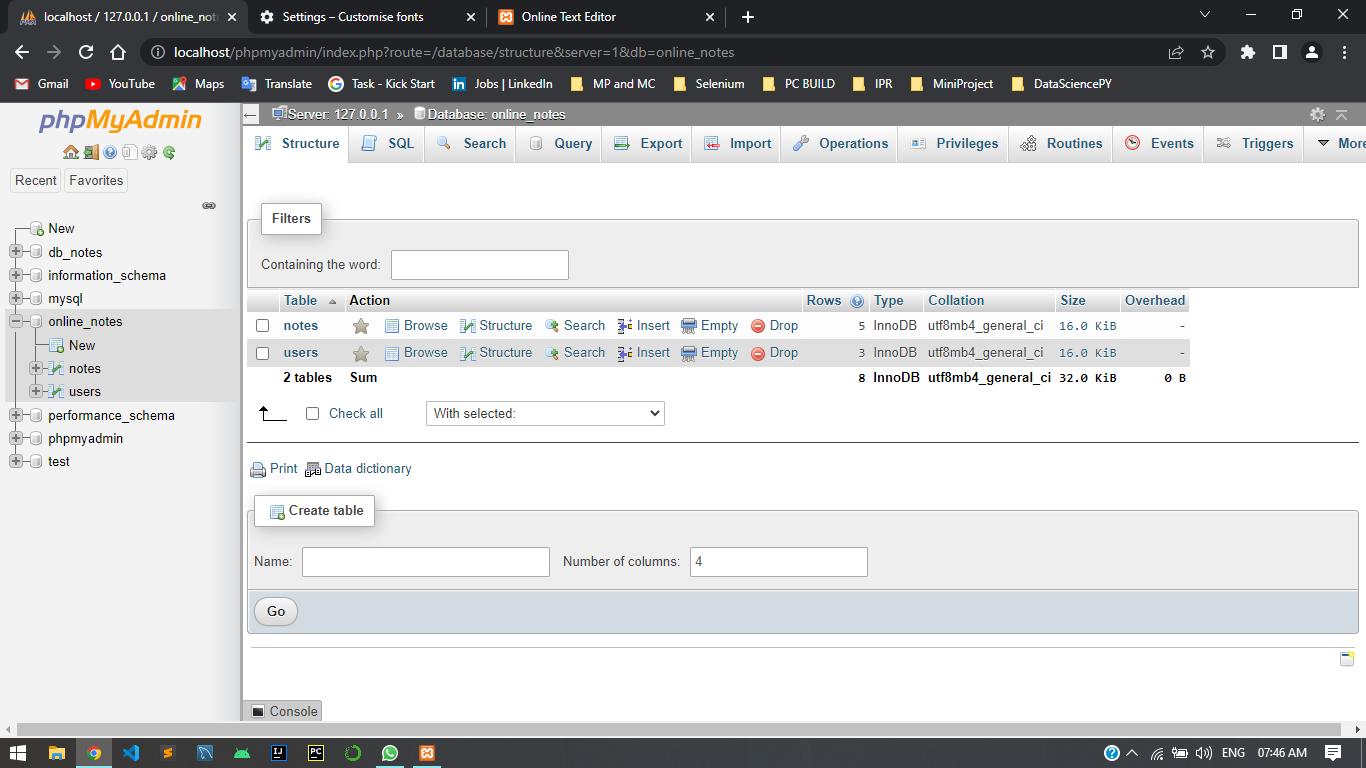 localhost / 127.0.0.1 / online_not
Settings – Customise fonts
Online Text Editor
localhost/phpmyadmin/index.php?route=/database/structure&server=1&db=online_notes
Gmail YouTube Maps Translate Task - Kick Start Jobs | LinkedIn MP and MC Selenium PC BUILD IPR MiniProject DataSciencePY
phpMyAdmin
Recent Favorites
New
db_notes
information_schema
mysql
online_notes
New
notes
users
performance_schema
phpmyadmin
test
Server: 127.0.0.1 » Database: online_notes
Structure SQL Search Query Export Import Operations Privileges Routines Events Triggers More
Filters
Containing the word:
Table Action Rows Type Collation Size Overhead
notes Browse Structure Search Insert Empty Drop 5 InnoDB utf8mb4_general_ci 16.0 KiB -
users Browse Structure Search Insert Empty Drop 3 InnoDB utf8mb4_general_ci 16.0 KiB -
2 tables Sum 8 InnoDB utf8mb4_general_ci 32.0 KiB 0 B
Check all With selected:
Print Data dictionary
Create table
Name: Number of columns: 4
Go
Console
ENG 07:46 AM